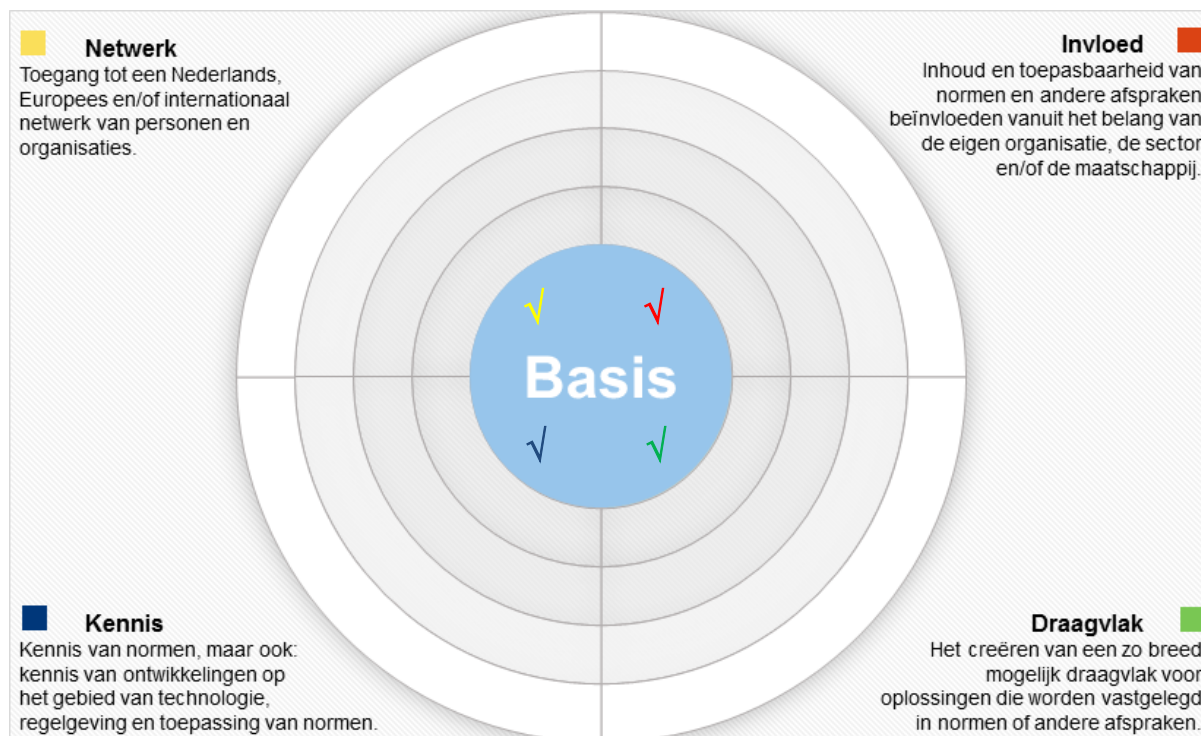 Netwerk
Toegang tot een Nederlands,
Europees en/of internationaal
netwerk van personen en
organisaties.
Invloed
Inhoud en toepasbaarheid van
normen en andere afspraken
beïnvloeden vanuit het belang van
de eigen organisatie, de sector
en/of de maatschappij.
√ √
Basis
√ √
Kennis
Kennis van normen, maar ook:
kennis van ontwikkelingen op
het gebied van technologie,
regelgeving en toepassing van normen.
Draagvlak
Het creëren van een zo breed
mogelijk draagvlak voor
oplossingen die worden vastgelegd
in normen of andere afspraken.